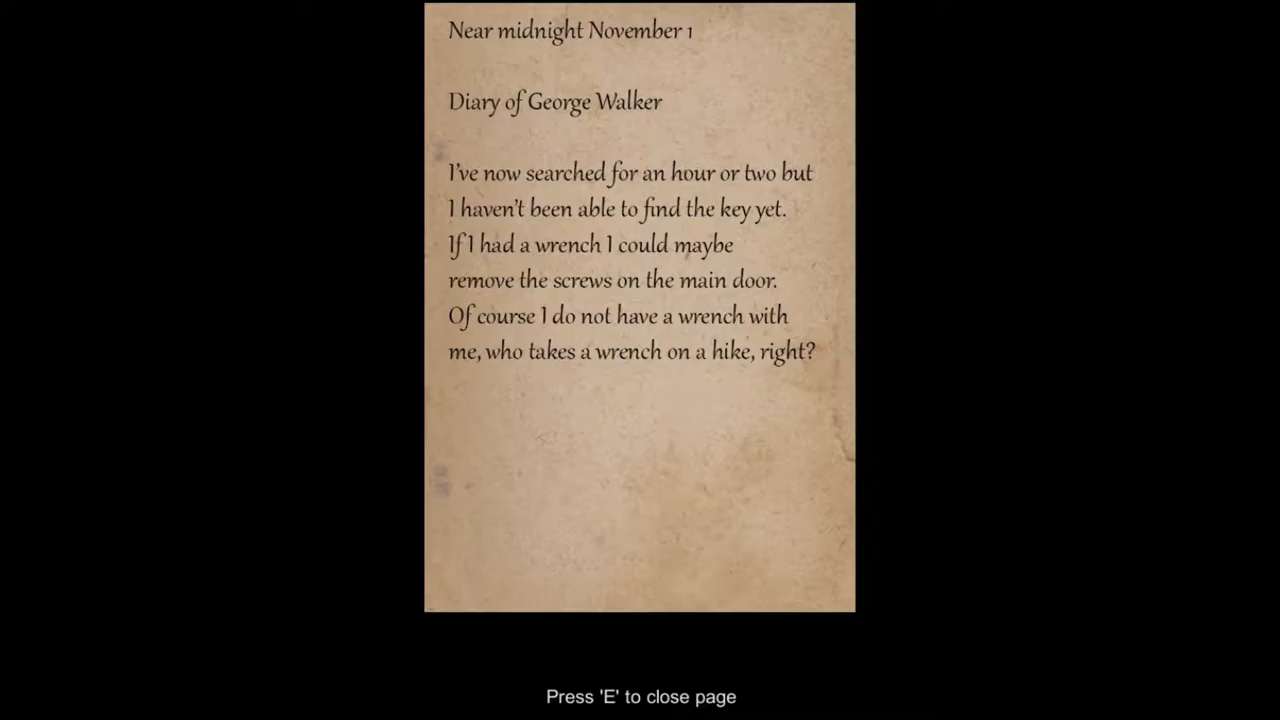 Near midnight November 1
Diary of George Walker
I've now searched for an hour or two but
I haven't been able to find the key yet.
If I had a wrench I could maybe
remove the screws on the main door.
Of course I do not have a wrench with
me, who takes a wrench on a hike, right?
Press 'E' to close page